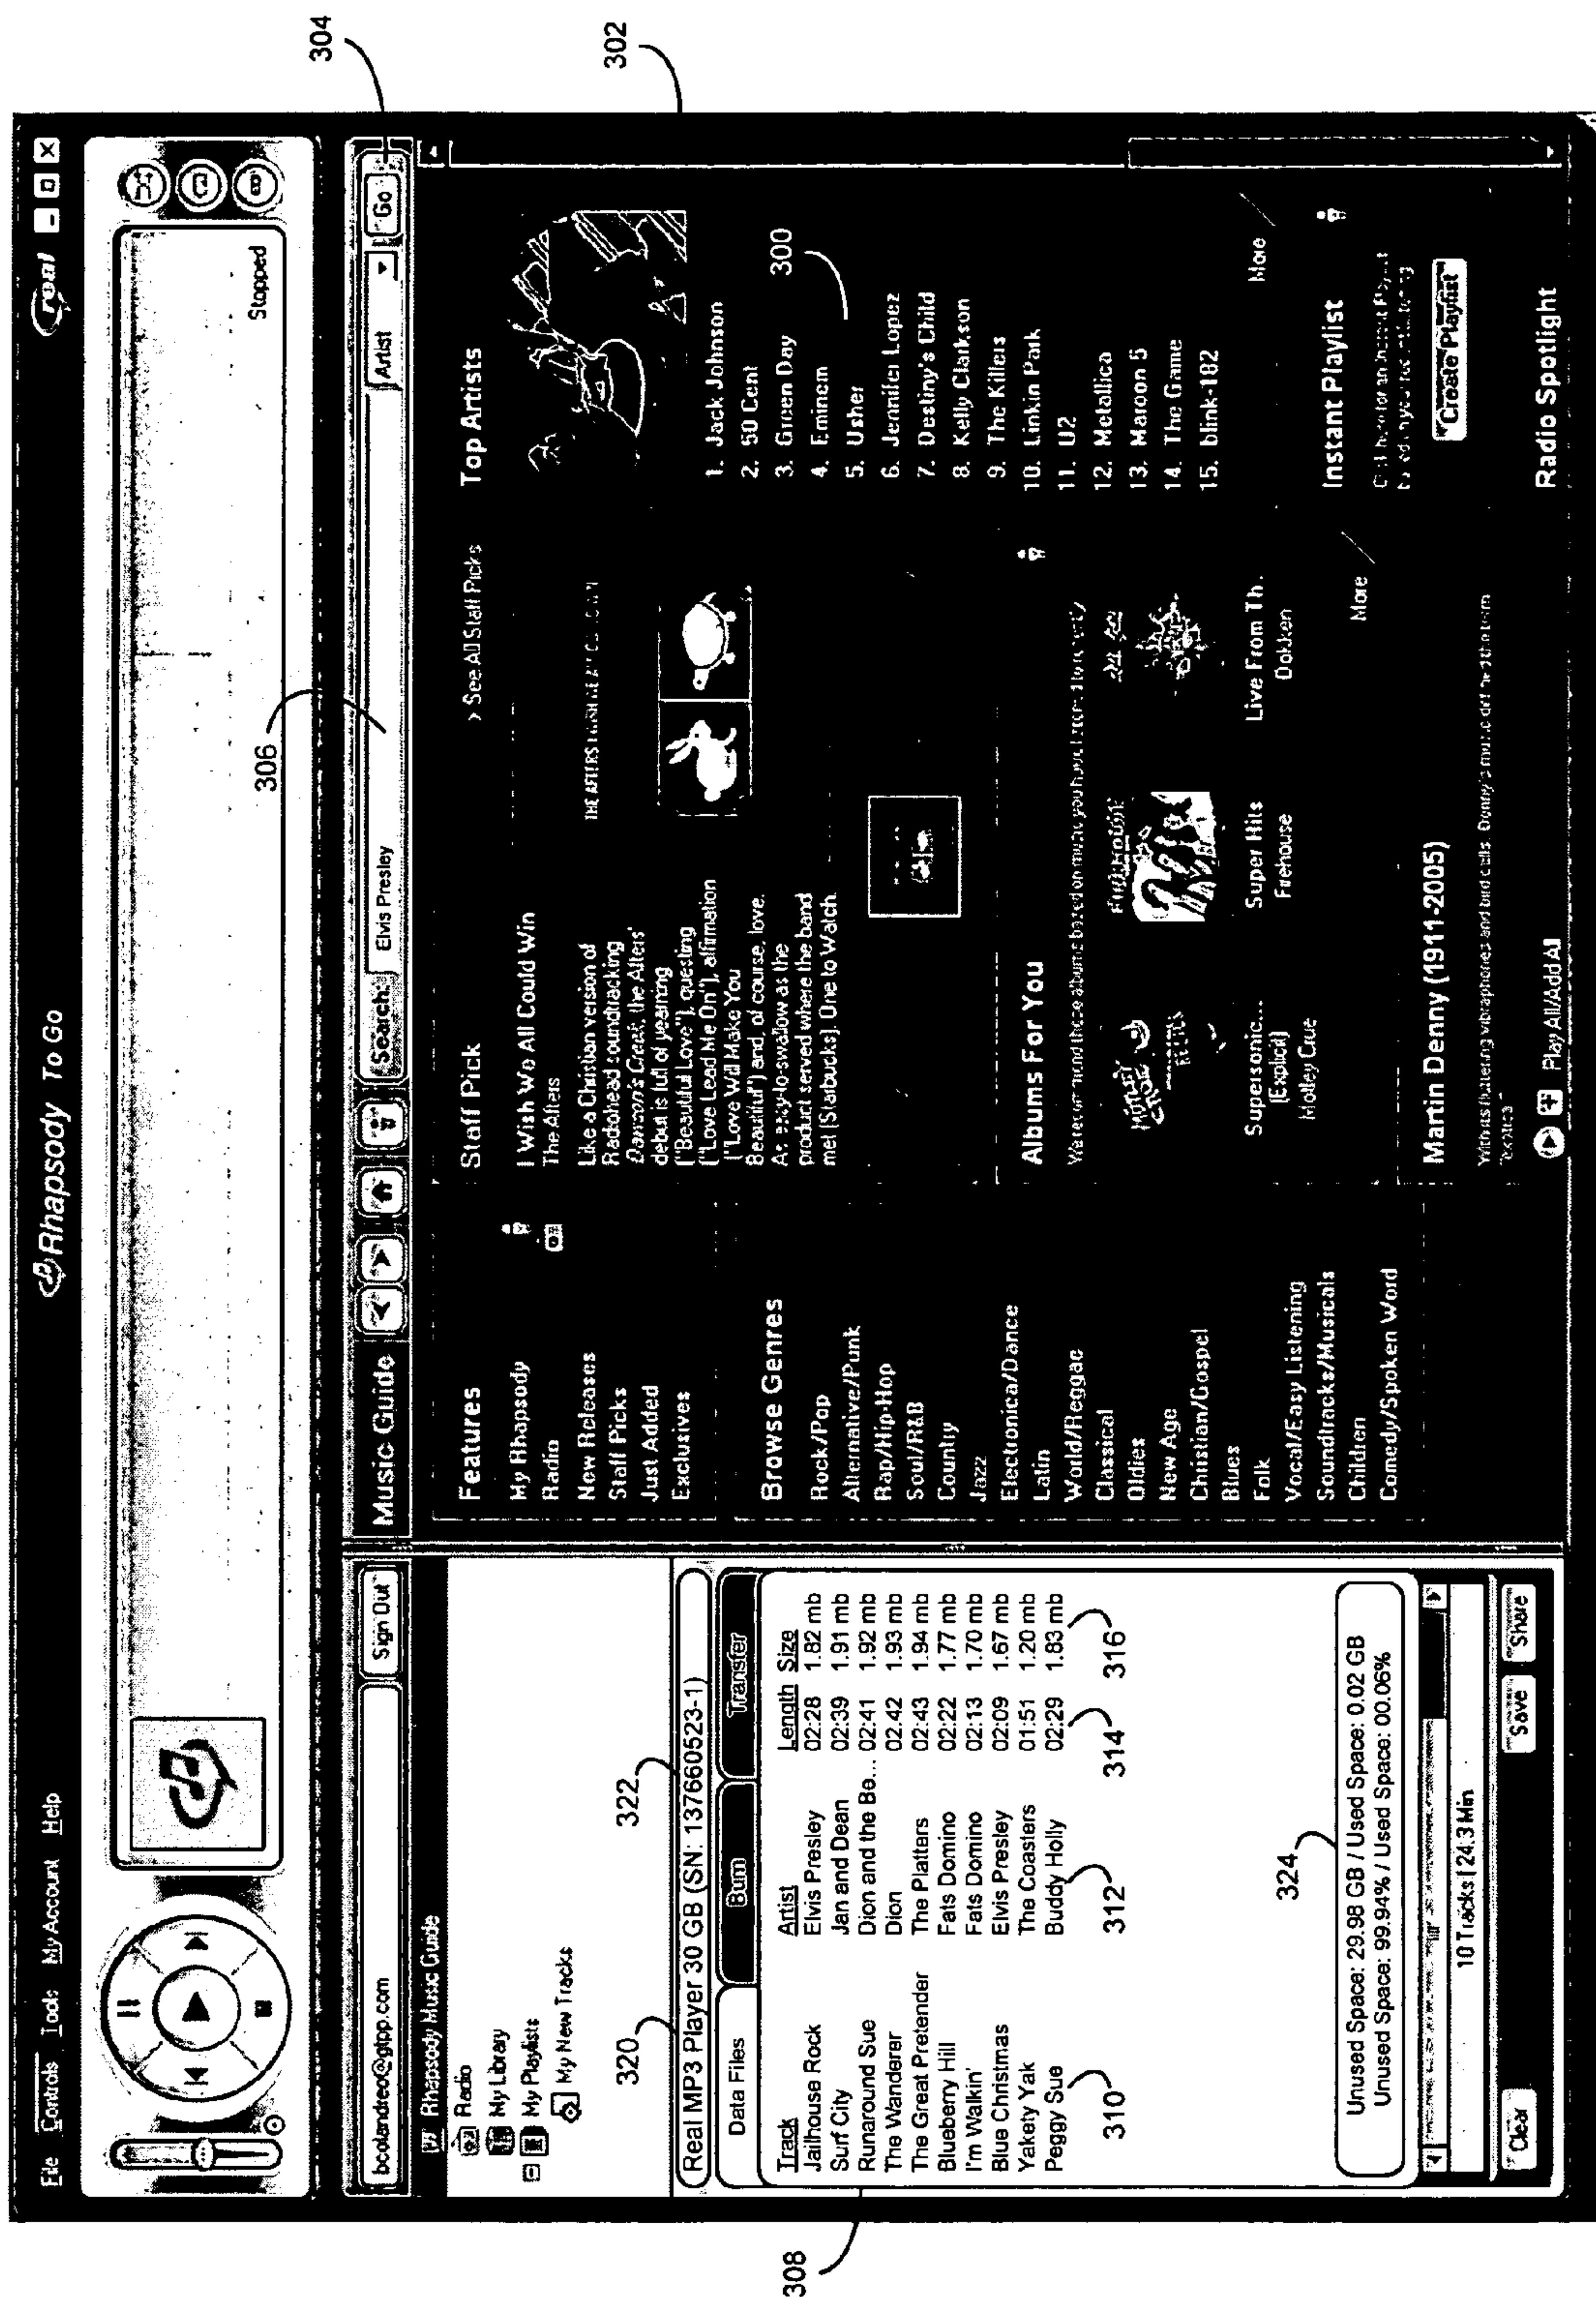 Rhapsody To Go
real
File Controls Tools My Account Help
Stopped
304
302
306
bcolandreo@gtpp.com Sign Out
Music Guide Search: Elvis Presley Artist Go
Rhapsody Music Guide
Radio
My Library
My Playlists
My New Tracks
320
322
Real MP3 Player 30 GB (SN: 137660523-1)
Data Files Burn Transfer
308
Track Artist Length Size
Jailhouse Rock Elvis Presley 02:28 1.82 mb
Surf City Jan and Dean 02:39 1.91 mb
Runaround Sue Dion and the Be... 02:41 1.92 mb
The Wanderer Dion 02.42 1.93 mb
The Great Pretender The Platters 02:43 1.94 mb
Blueberry Hill Fats Domino 02:22 1.77 mb
I'm Walkin' Fats Domino 02:13 1.70 mb
Blue Christmas Elvis Presley 02:09 1.67 mb
Yakety Yak The Coasters 01:51 1.20 mb
Peggy Sue Buddy Holly 02:29 1.83 mb
310 312 314 316
324
Unused Space: 29.98 GB / Used Space: 0.02 GB
Unused Space: 99.94% / Used Space: 00.06%
10 Tracks | 24.3 Min
Clear Save Share
Features
My Rhapsody
Radio
New Releases
Staff Picks
Just Added
Exclusives
Browse Genres
Rock/Pop
Alternative/Punk
Rap/Hip-Hop
Soul/R&B
Country
Jazz
Electronica/Dance
Latin
World/Reggae
Classical
Oldies
New Age
Christian/Gospel
Blues
Folk
Vocal/Easy Listening
Soundtracks/Musicals
Children
Comedy/Spoken Word
Staff Pick
> See All Staff Picks
I Wish We All Could Win
The Afters
Like a Christian version of
Radiohead soundtracking
Dawson's Creek, the Afters'
debut is full of yearning
("Beautiful Love"), questing
("Love Lead Me On"), affirmation
("Love Will Make You
Beautiful") and, of course, love.
As easy-to-swallow as the
product served where the band
met [Starbucks]. One to Watch.
Albums For You
We recommend these albums based on music you have listened to recently
Supersonic...
[Explicit]
Motley Crue
Super Hits
Firehouse
Live From Th.
Dokken
More
Martin Denny (1911-2005)
Play All/Add All
Top Artists
300
1. Jack Johnson
2. 50 Cent
3. Green Day
4. Eminem
5. Usher
6. Jennifer Lopez
7. Destiny's Child
8. Kelly Clarkson
9. The Killers
10. Linkin Park
11. U2
12. Metallica
13. Maroon 5
14. The Game
15. blink-182
More
Instant Playlist
Create Playlist
Radio Spotlight